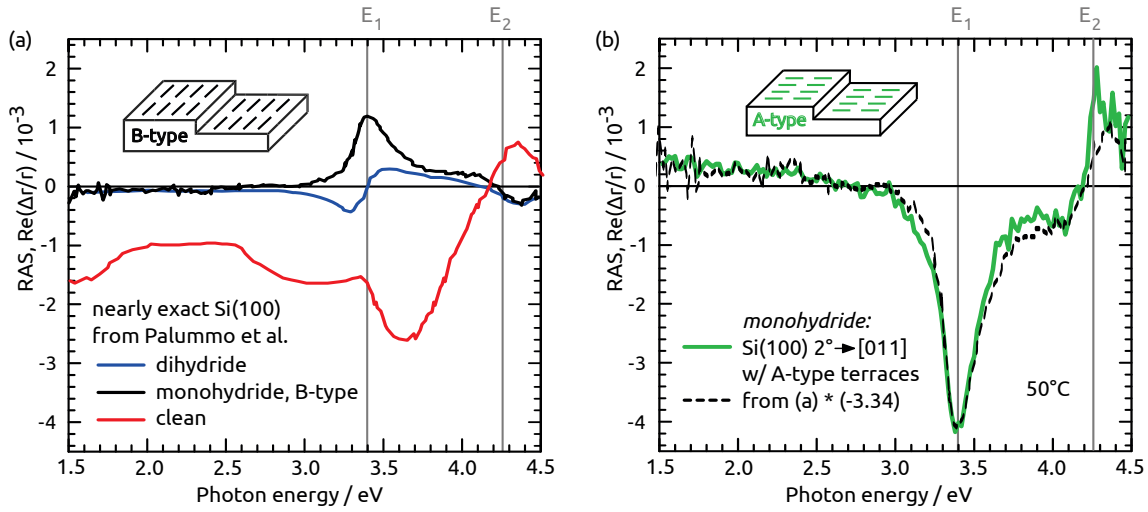 (a)
E1
E2
RAS, Re(Δr/r) / 10⁻³
2
1
0
-1
-2
-3
-4
B-type
nearly exact Si(100)
from Palummo et al.
dihydride
monohydride, B-type
clean
1.5 2.0 2.5 3.0 3.5 4.0 4.5
Photon energy / eV
(b)
E1
E2
RAS, Re(Δr/r) / 10⁻³
2
1
0
-1
-2
-3
-4
A-type
monohydride:
Si(100) 2°→[011]
w/ A-type terraces
from (a) * (-3.34)
50°C
1.5 2.0 2.5 3.0 3.5 4.0 4.5
Photon energy / eV